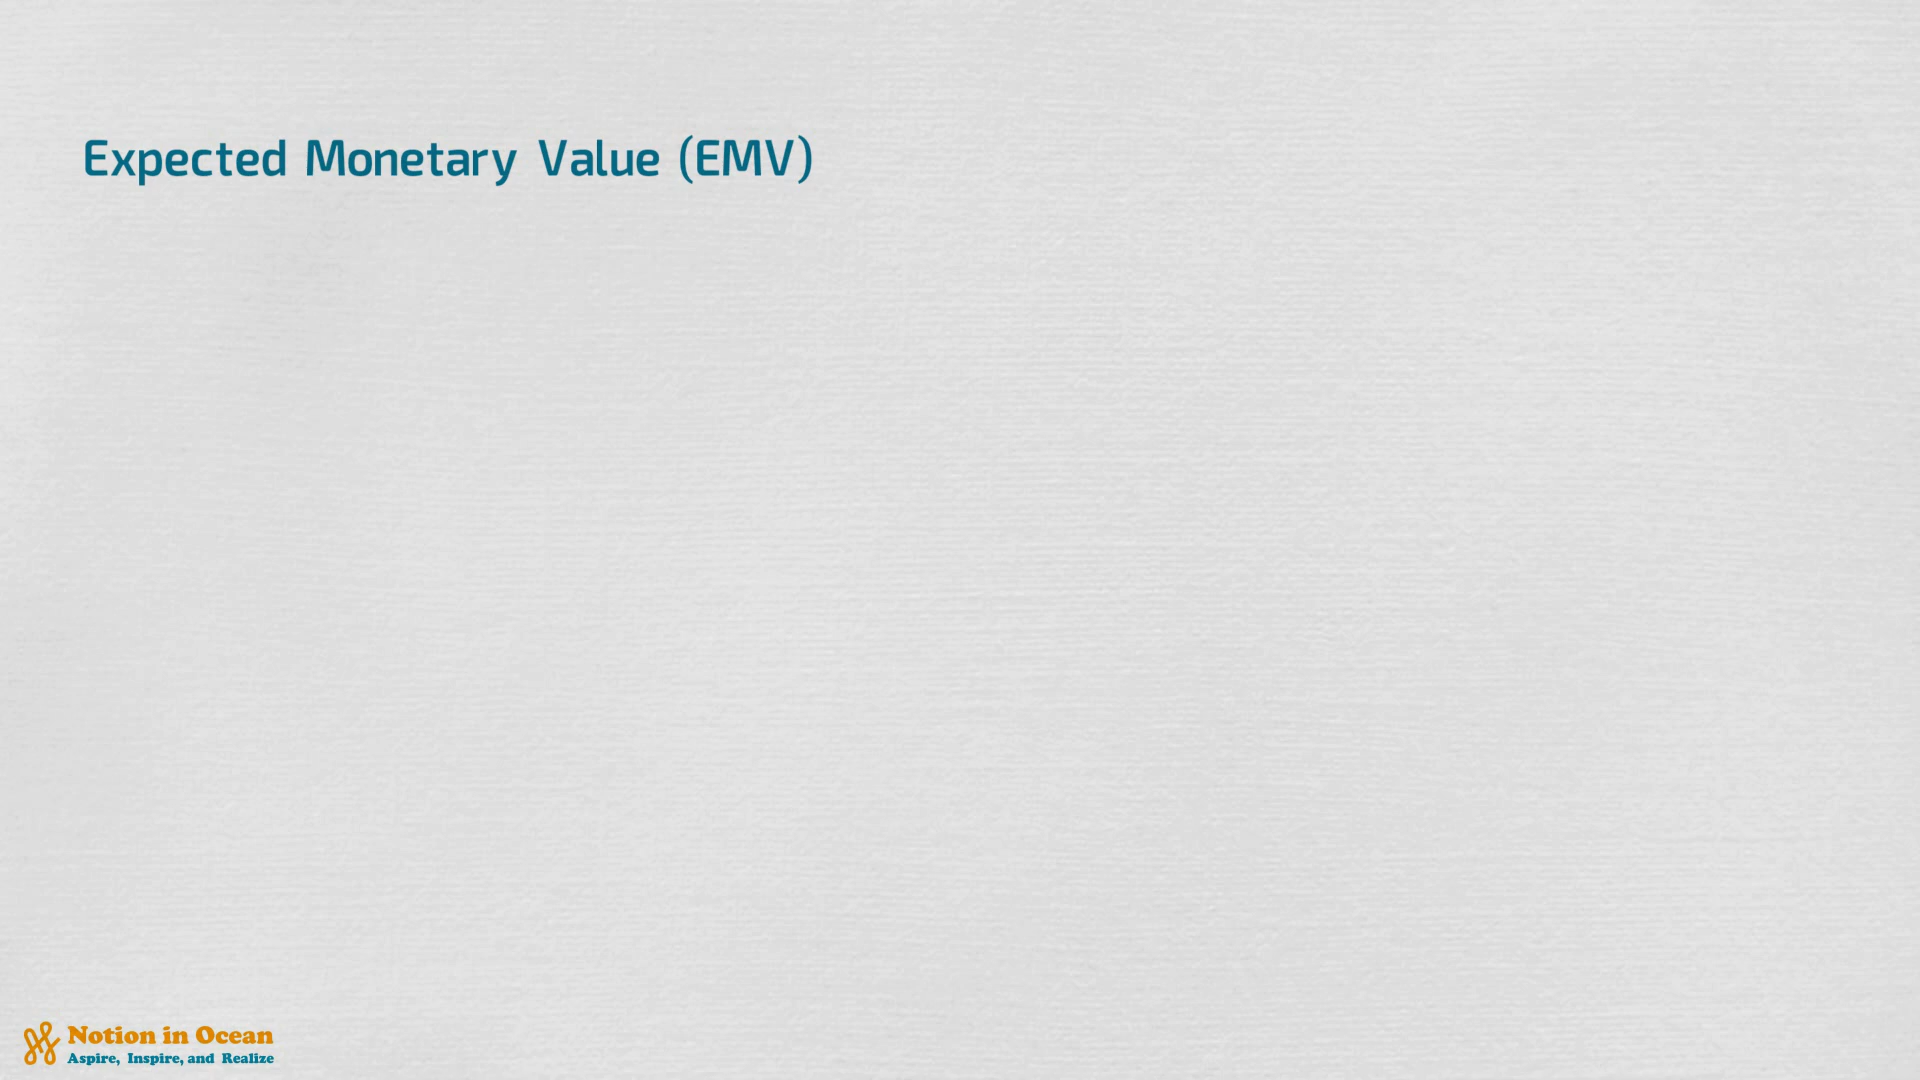 Expected Monetary Value (EMV)
Notion in Ocean
Aspire, Inspire, and Realize